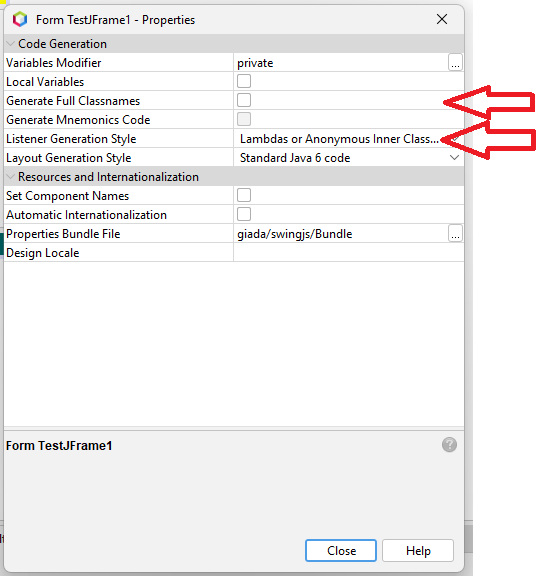 Form TestJFrame1 - Properties
Code Generation
Variables Modifier private ...
Local Variables
Generate Full Classnames
Generate Mnemonics Code
Listener Generation Style Lambdas or Anonymous Inner Class...
Layout Generation Style Standard Java 6 code
Resources and Internationalization
Set Component Names
Automatic Internationalization
Properties Bundle File giada/swingjs/Bundle ...
Design Locale
Form TestJFrame1 ?
Close Help